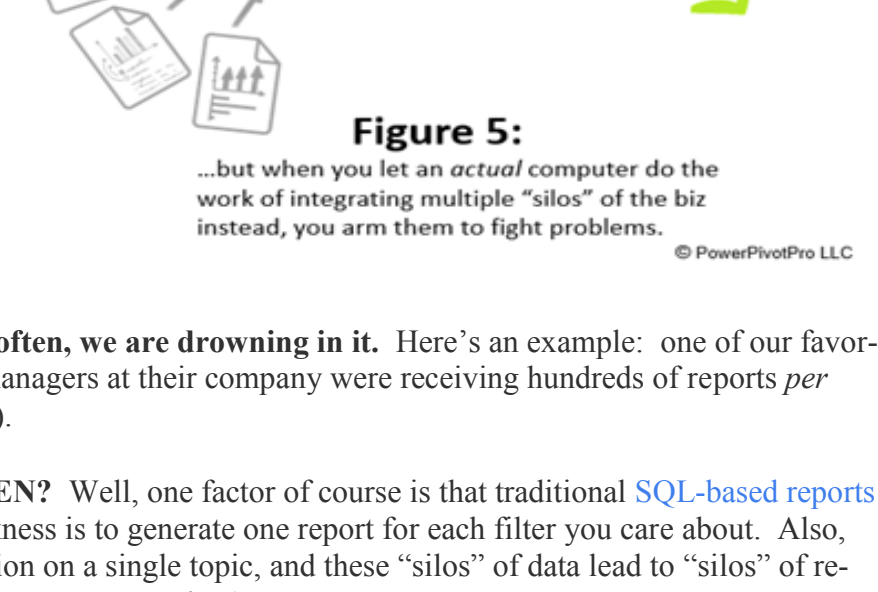 Figure 5:
...but when you let an actual computer do the
work of integrating multiple “silos” of the biz
instead, you arm them to fight problems.
© PowerPivotPro LLC
often, we are drowning in it. Here’s an example: one of our favor-
anagers at their company were receiving hundreds of reports per
).
EN? Well, one factor of course is that traditional SQL-based reports
ness is to generate one report for each filter you care about. Also,
ion on a single topic, and these “silos” of data lead to “silos” of re-